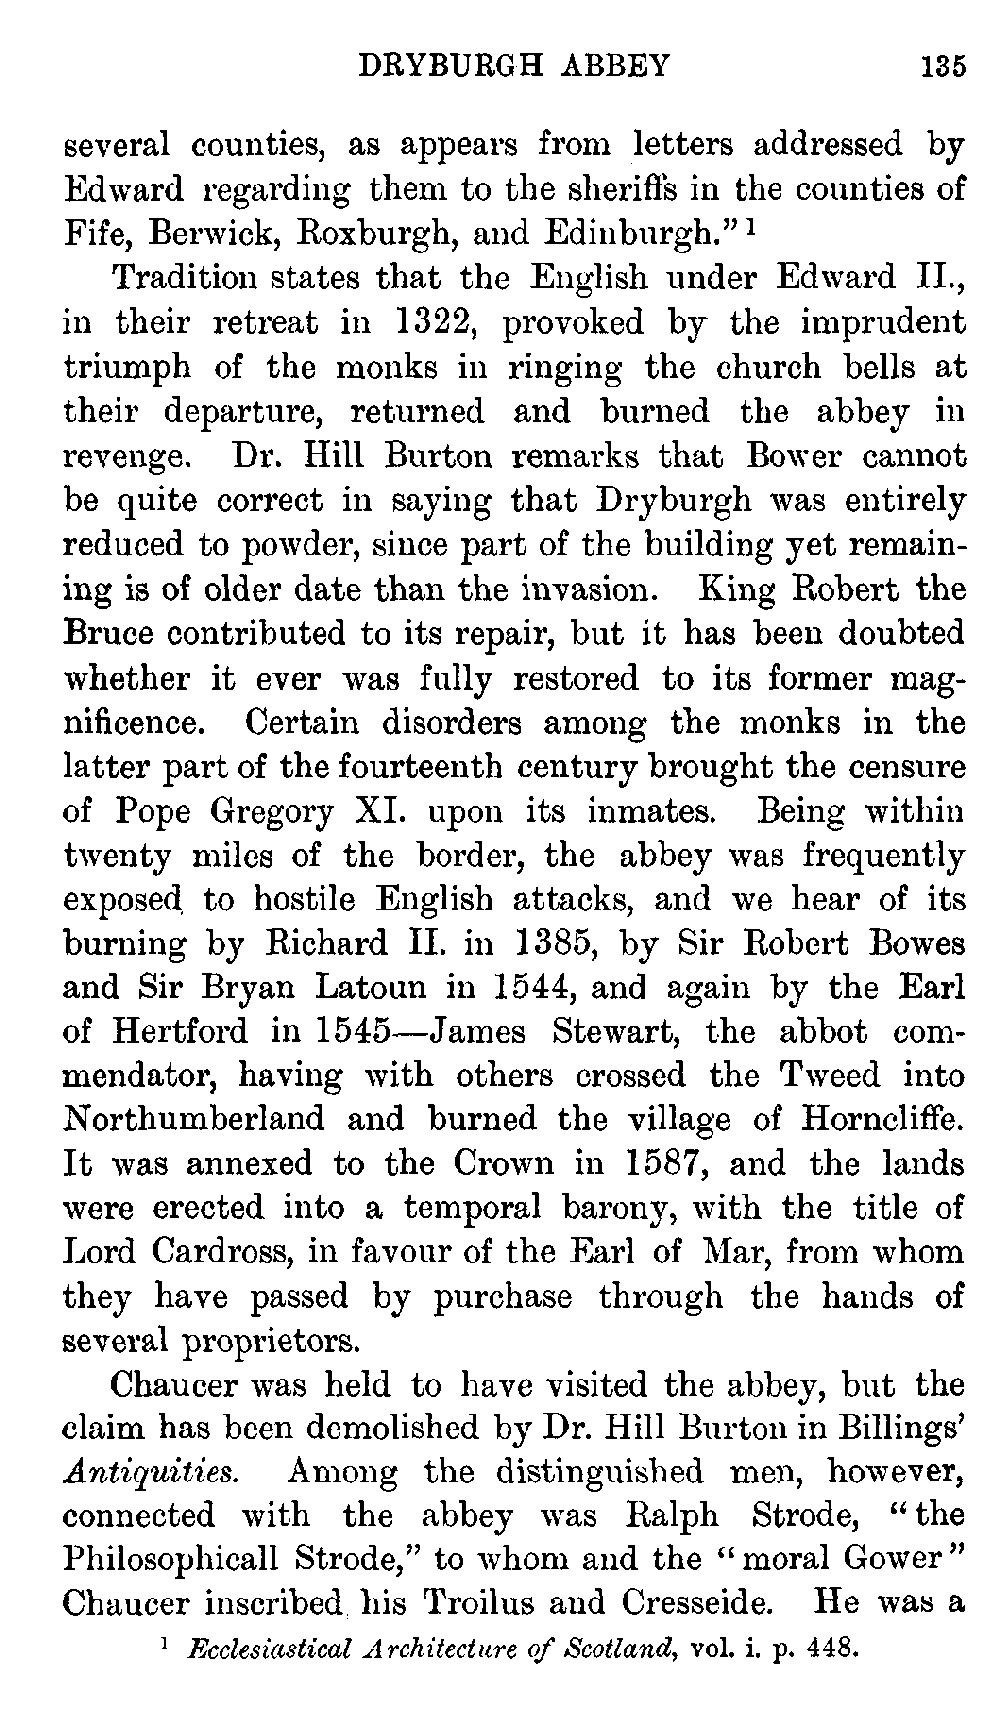 DRYBURGH ABBEY 135
several counties, as appears from letters addressed by
Edward regarding them to the sheriffs in the counties of
Fife, Berwick, Roxburgh, and Edinburgh." 1
Tradition states that the English under Edward II.,
in their retreat in 1322, provoked by the imprudent
triumph of the monks in ringing the church bells at
their departure, returned and burned the abbey in
revenge. Dr. Hill Burton remarks that Bower cannot
be quite correct in saying that Dryburgh was entirely
reduced to powder, since part of the building yet remain-
ing is of older date than the invasion. King Robert the
Bruce contributed to its repair, but it has been doubted
whether it ever was fully restored to its former mag-
nificence. Certain disorders among the monks in the
latter part of the fourteenth century brought the censure
of Pope Gregory XI. upon its inmates. Being within
twenty miles of the border, the abbey was frequently
exposed to hostile English attacks, and we hear of its
burning by Richard II. in 1385, by Sir Robert Bowes
and Sir Bryan Latoun in 1544, and again by the Earl
of Hertford in 1545—James Stewart, the abbot com-
mendator, having with others crossed the Tweed into
Northumberland and burned the village of Horncliffe.
It was annexed to the Crown in 1587, and the lands
were erected into a temporal barony, with the title of
Lord Cardross, in favour of the Earl of Mar, from whom
they have passed by purchase through the hands of
several proprietors.
Chaucer was held to have visited the abbey, but the
claim has been demolished by Dr. Hill Burton in Billings'
Antiquities. Among the distinguished men, however,
connected with the abbey was Ralph Strode, "the
Philosophicall Strode," to whom and the "moral Gower"
Chaucer inscribed his Troilus and Cresseide. He was a
1 Ecclesiastical Architecture of Scotland, vol. i. p. 448.